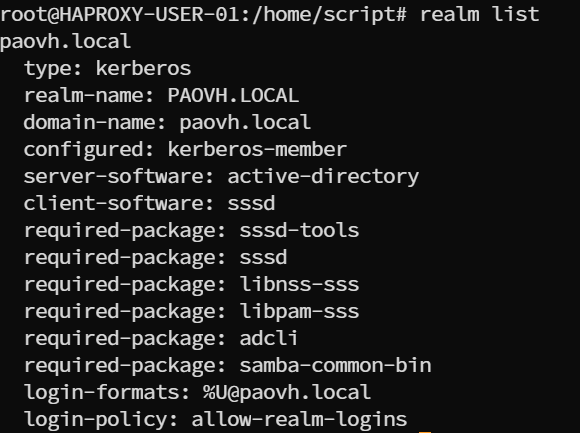 root@HAPROXY-USER-01:/home/script# realm list
paovh.local
type: kerberos
realm-name: PAOVH.LOCAL
domain-name: paovh.local
configured: kerberos-member
server-software: active-directory
client-software: sssd
required-package: sssd-tools
required-package: sssd
required-package: libnss-sss
required-package: libpam-sss
required-package: adcli
required-package: samba-common-bin
login-formats: %U@paovh.local
login-policy: allow-realm-logins